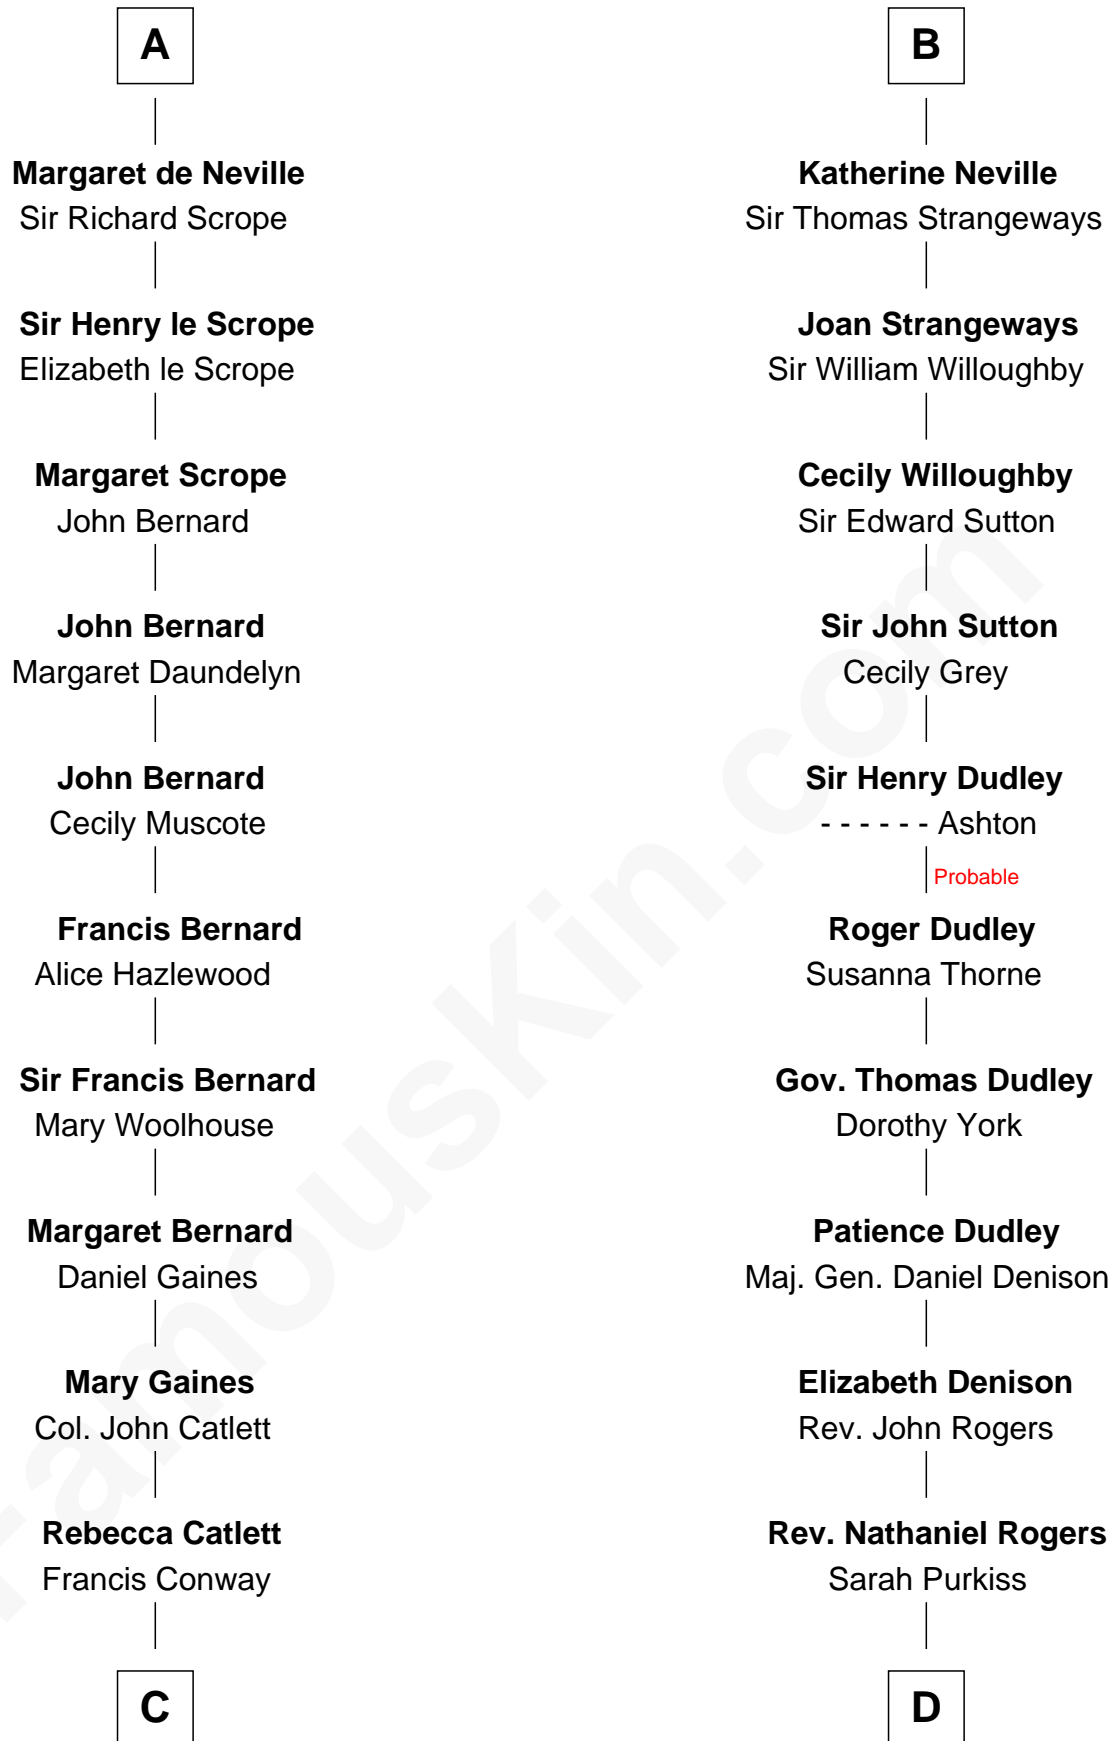 A
Margaret de Neville
Sir Richard Scrope
Sir Henry le Scrope
Elizabeth le Scrope
Margaret Scrope
John Bernard
John Bernard
Margaret Daundelyn
John Bernard
Cecily Muscote
Francis Bernard
Alice Hazlewood
Sir Francis Bernard
Mary Woolhouse
Margaret Bernard
Daniel Gaines
Mary Gaines
Col. John Catlett
Rebecca Catlett
Francis Conway
C
B
Katherine Neville
Sir Thomas Strangeways
Joan Strangeways
Sir William Willoughby
Cecily Willoughby
Sir Edward Sutton
Sir John Sutton
Cecily Grey
Sir Henry Dudley
- - - - - - Ashton
Probable
Roger Dudley
Susanna Thorne
Gov. Thomas Dudley
Dorothy York
Patience Dudley
Maj. Gen. Daniel Denison
Elizabeth Denison
Rev. John Rogers
Rev. Nathaniel Rogers
Sarah Purkiss
D
FamousKin.com